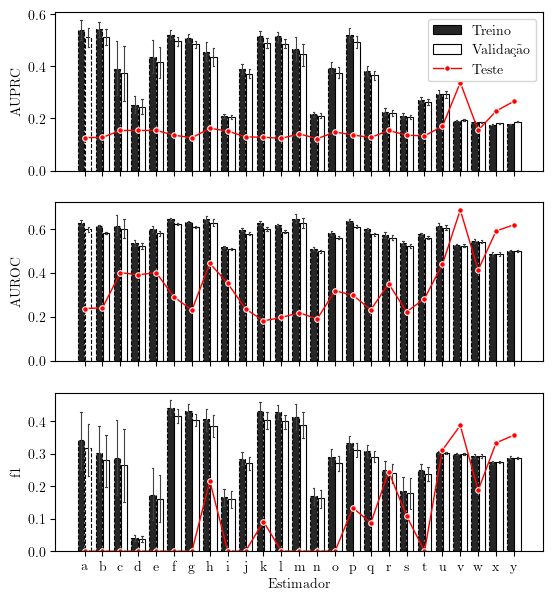 0.6
0.4
0.2
0.0
AUPRC
Treino
Validação
Teste
0.6
0.4
0.2
0.0
AUROC
0.4
0.3
0.2
0.1
0.0
f1
a b c d e f g h i j k l m n o p q r s t u v w x y
Estimador